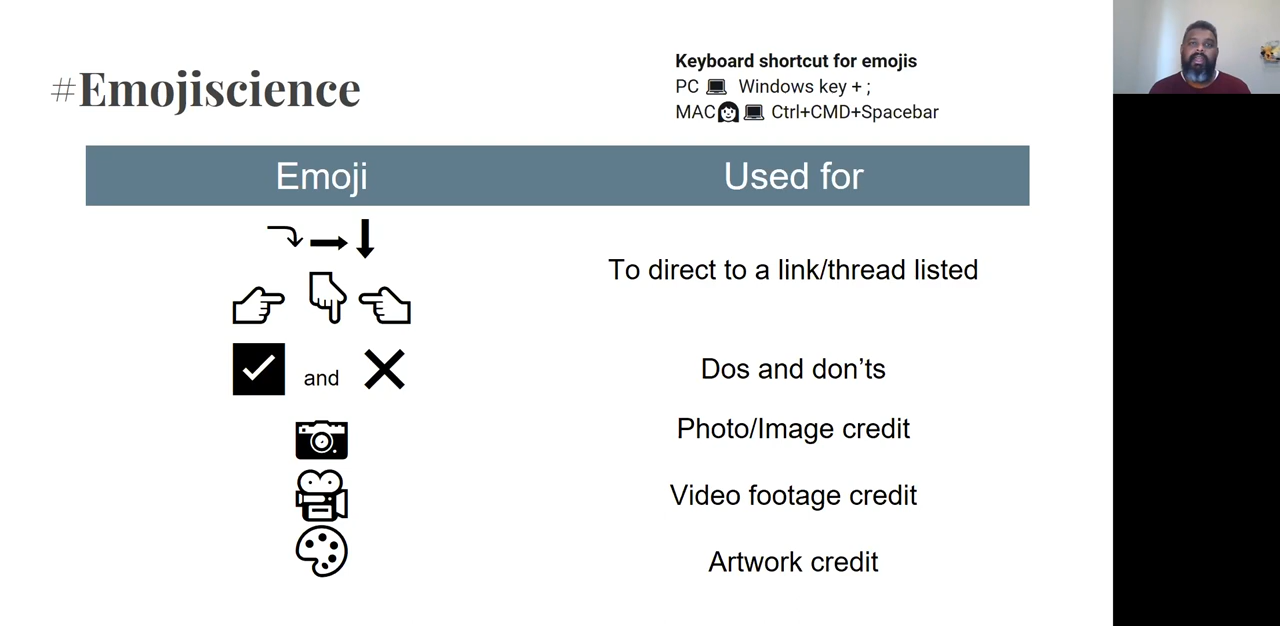 #Emojiscience
Keyboard shortcut for emojis
PC 💻 Windows key + ;
MAC👩💻 Ctrl+CMD+Spacebar
Emoji Used for
To direct to a link/thread listed
and Dos and don’ts
Photo/Image credit
Video footage credit
Artwork credit